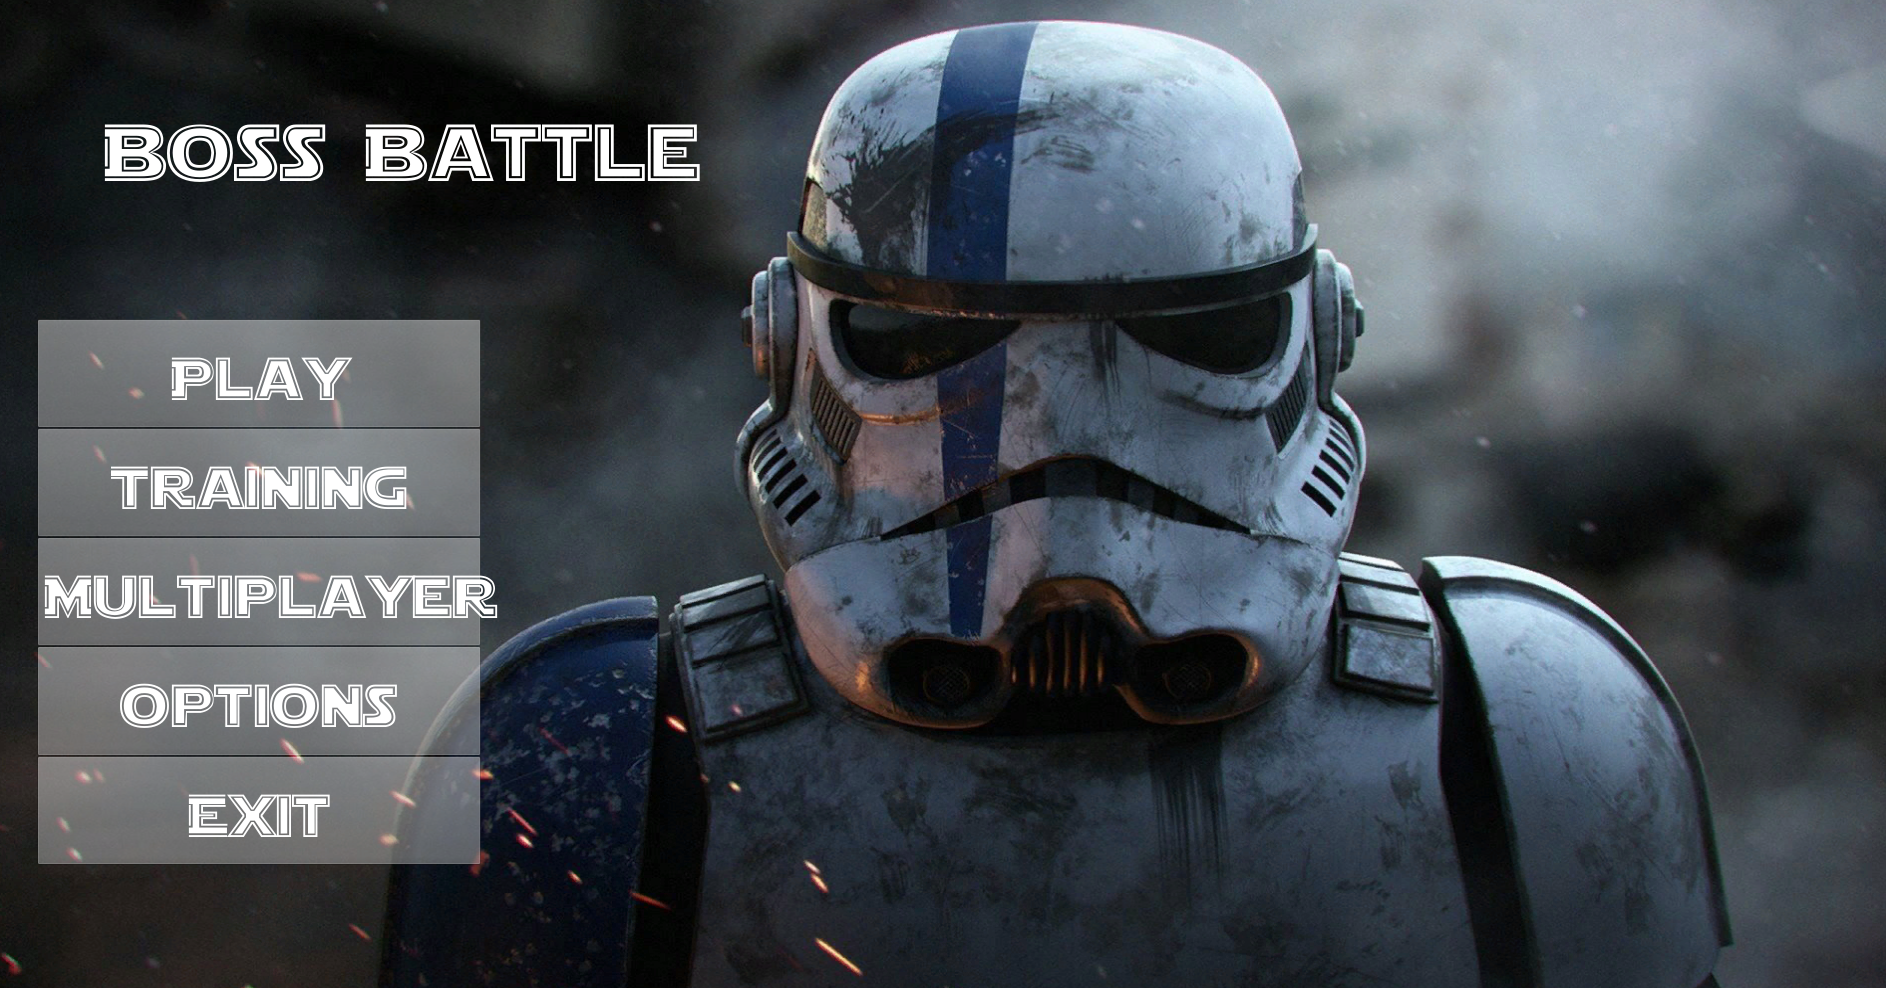 BOSS BATTLE
PLAY
TRAINING
MULTIPLAYER
OPTIONS
EXIT